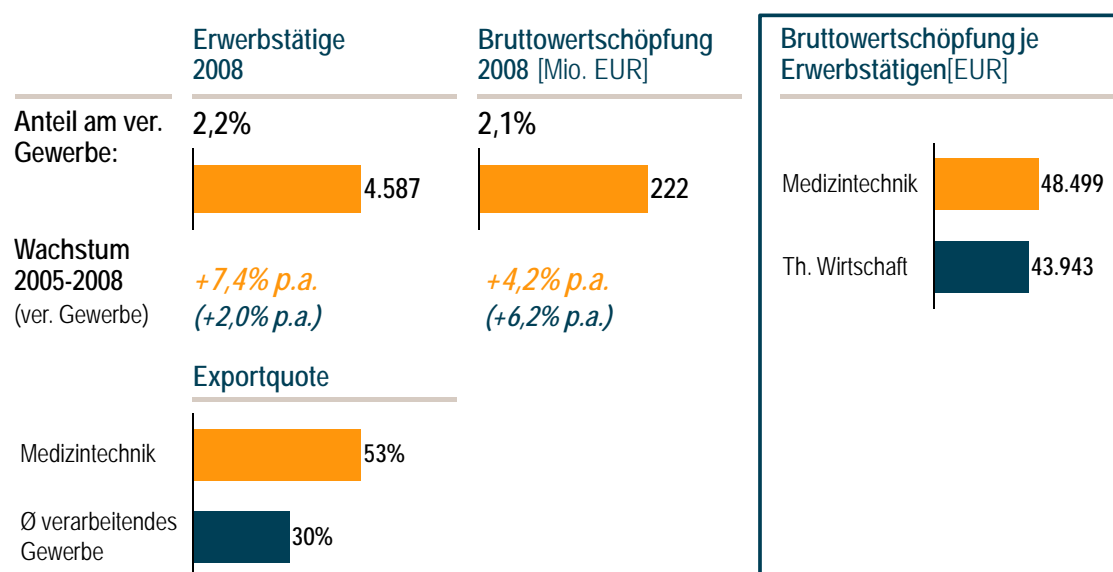 Erwerbstätige
2008
Bruttowertschöpfung
2008 [Mio. EUR]
Bruttowertschöpfung je
Erwerbstätigen[EUR]
Anteil am ver.
Gewerbe:
2,2%
4.587
2,1%
222
Medizintechnik
48.499
Th. Wirtschaft
43.943
Wachstum
2005-2008
(ver. Gewerbe)
+7,4% p.a.
(+2,0% p.a.)
+4,2% p.a.
(+6,2% p.a.)
Exportquote
Medizintechnik
53%
Ø verarbeitendes
Gewerbe
30%